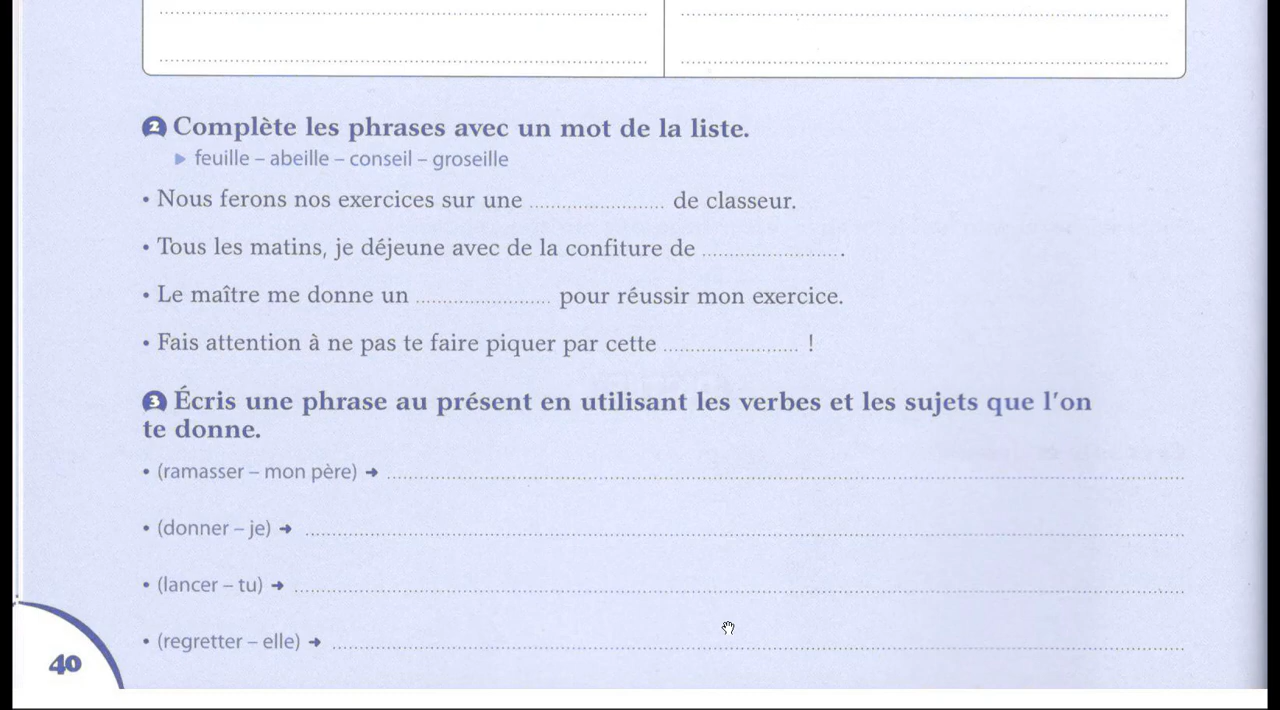 2 Complète les phrases avec un mot de la liste.
▶ feuille – abeille – conseil – groseille
• Nous ferons nos exercices sur une ........................ de classeur.
• Tous les matins, je déjeune avec de la confiture de ........................ .
• Le maître me donne un ........................ pour réussir mon exercice.
• Fais attention à ne pas te faire piquer par cette ........................ !
3 Écris une phrase au présent en utilisant les verbes et les sujets que l'on
te donne.
• (ramasser – mon père) ➜ ........................
• (donner – je) ➜ ........................
• (lancer – tu) ➜ ........................
• (regretter – elle) ➜ ........................
40